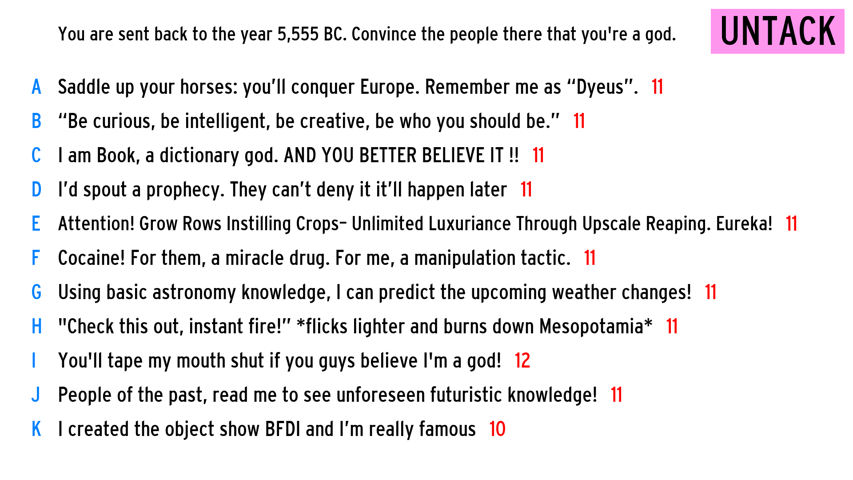 You are sent back to the year 5,555 BC. Convince the people there that you're a god.
UNTACK
A Saddle up your horses: you'll conquer Europe. Remember me as “Dyeus”. 11
B “Be curious, be intelligent, be creative, be who you should be.” 11
C I am Book, a dictionary god. AND YOU BETTER BELIEVE IT !! 11
D I'd spout a prophecy. They can't deny it it'll happen later 11
E Attention! Grow Rows Instilling Crops– Unlimited Luxuriance Through Upscale Reaping. Eureka! 11
F Cocaine! For them, a miracle drug. For me, a manipulation tactic. 11
G Using basic astronomy knowledge, I can predict the upcoming weather changes! 11
H "Check this out, instant fire!” *flicks lighter and burns down Mesopotamia* 11
I You'll tape my mouth shut if you guys believe I'm a god! 12
J People of the past, read me to see unforeseen futuristic knowledge! 11
K I created the object show BFDI and I'm really famous 10